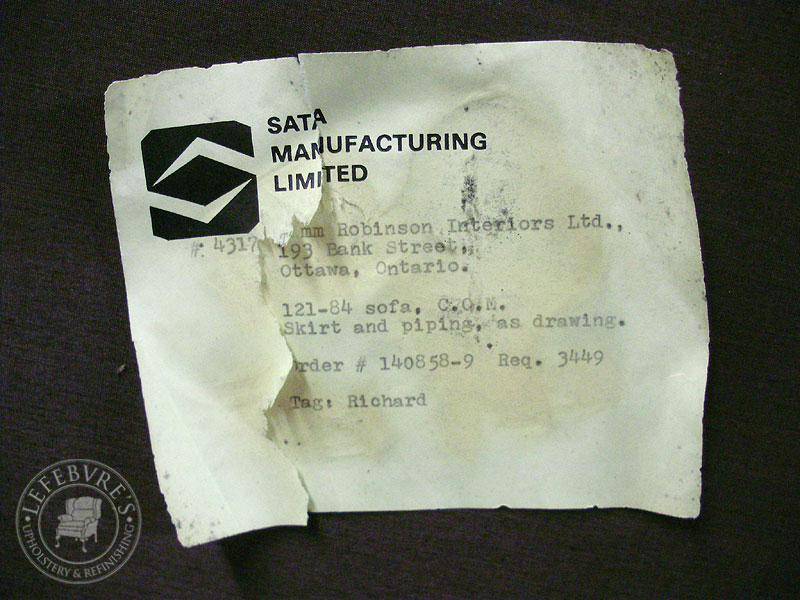 SATA
MANUFACTURING
LIMITED
# 4317
Robinson Interiors Ltd.,
193 Bank Street,
Ottawa, Ontario.
121-84 sofa, C.O.M.
Skirt and piping, as drawing.
Order # 140858-9 Req. 3449
Tag: Richard
LEFEBVRE'S
UPHOLSTERY & REFINISHING